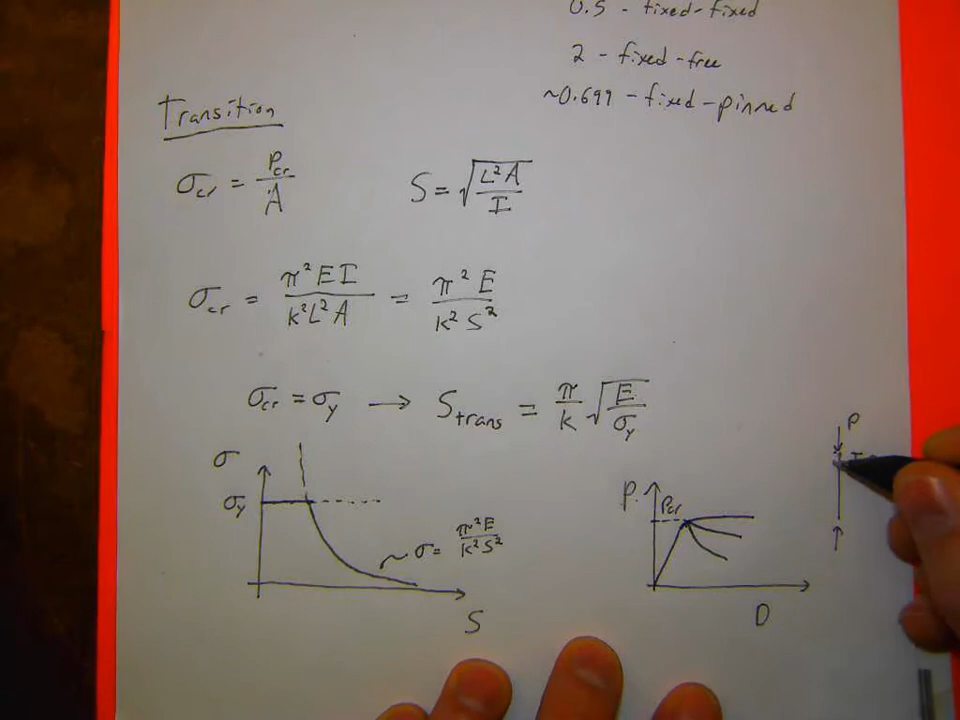 0.5 - fixed-fixed
2 - fixed-free
~0.699 - fixed-pinned
Transition
σcr = Pcr/A
S = √(L²A/I)
σcr = π²EI/k²L²A = π²E/k²S²
σcr = σy → Strans = π/k √(E/σy)
σ
σy
~ σ = π²E/k²S²
S
P
Pcr
D
P